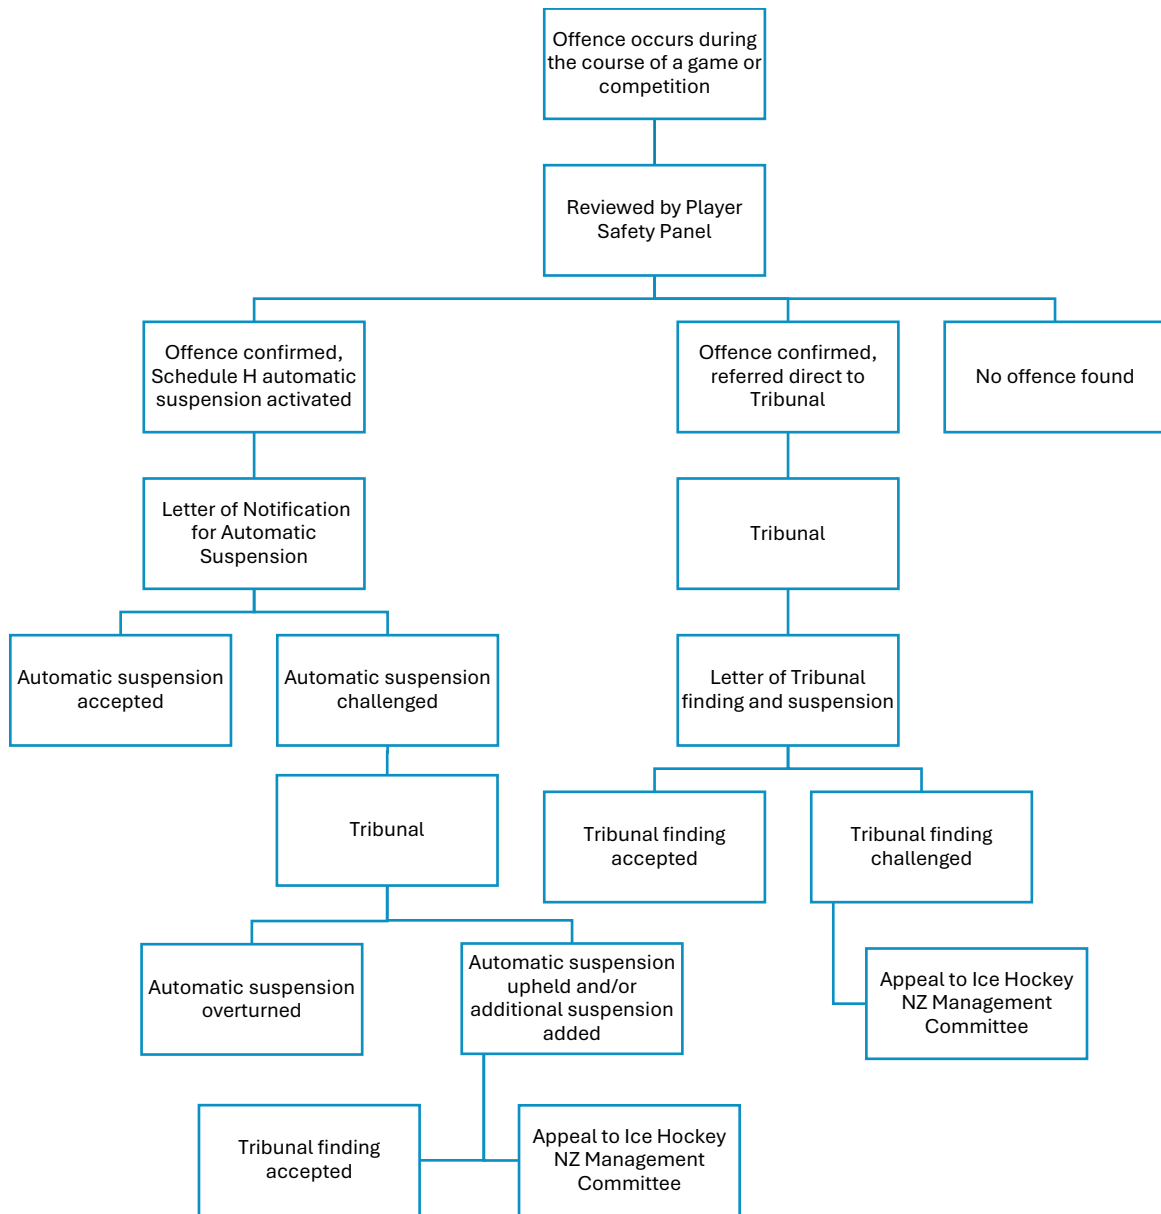 Offence occurs during
the course of a game or
competition
Reviewed by Player
Safety Panel
Offence confirmed,
Schedule H automatic
suspension activated
Offence confirmed,
referred direct to
Tribunal
No offence found
Letter of Notification
for Automatic
Suspension
Tribunal
Automatic suspension
accepted
Automatic suspension
challenged
Letter of Tribunal
finding and suspension
Tribunal
Tribunal finding
accepted
Tribunal finding
challenged
Automatic suspension
overturned
Automatic suspension
upheld and/or
additional suspension
added
Appeal to Ice Hockey
NZ Management
Committee
Tribunal finding
accepted
Appeal to Ice Hockey
NZ Management
Committee